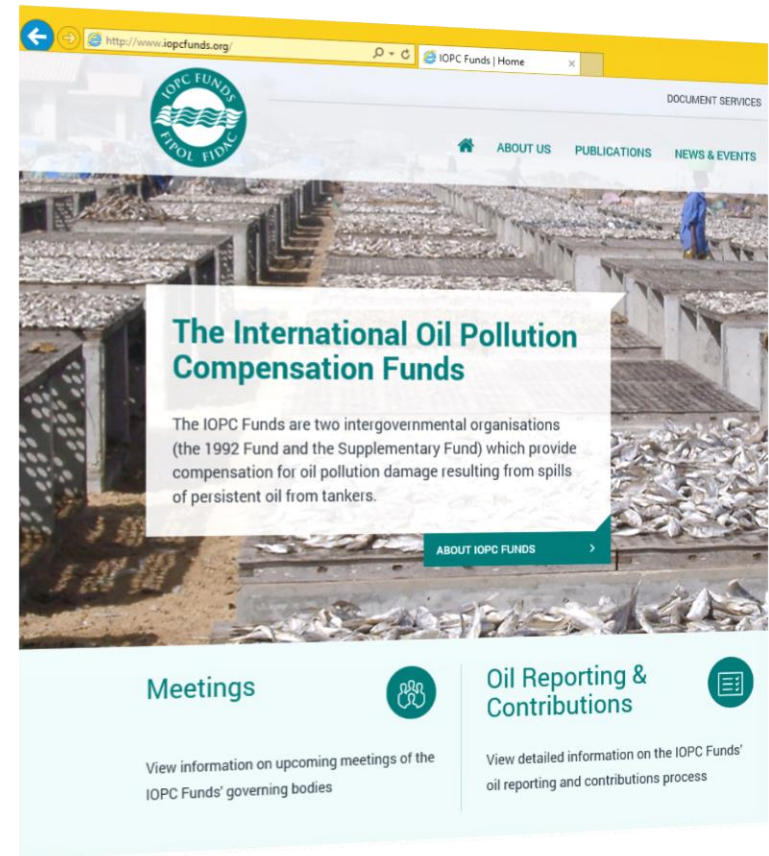 http://www.iopcfunds.org/
IOPC Funds | Home
IOPC FUNDS
FIPOL FIDAC
DOCUMENT SERVICES
ABOUT US PUBLICATIONS NEWS & EVENTS
The International Oil Pollution
Compensation Funds
The IOPC Funds are two intergovernmental organisations
(the 1992 Fund and the Supplementary Fund) which provide
compensation for oil pollution damage resulting from spills
of persistent oil from tankers.
ABOUT IOPC FUNDS
Meetings
View information on upcoming meetings of the
IOPC Funds' governing bodies
Oil Reporting &
Contributions
View detailed information on the IOPC Funds'
oil reporting and contributions process